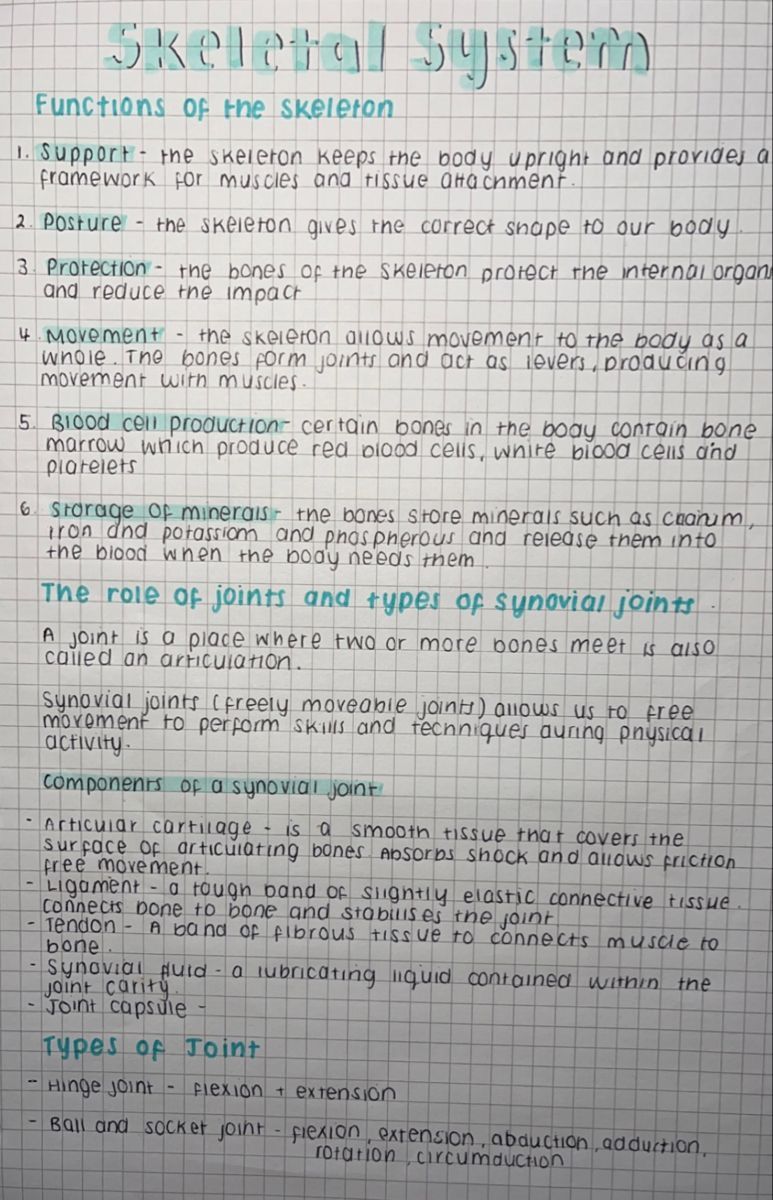 Skeletal System
Functions of the skeleton
1. Support - the skeleton keeps the body upright and provides a
framework for muscles and tissue attachment.
2. Posture - the skeleton gives the correct shape to our body.
3. Protection - the bones of the skeleton protect the internal organs
and reduce the impact
4. Movement - the skeleton allows movement to the body as a
whole. The bones form joints and act as levers, producing
movement with muscles.
5. Blood cell production - certain bones in the body contain bone
marrow which produce red blood cells, white blood cells and
platelets
6. Storage of minerals - the bones store minerals such as
iron and potassiom and phospherous and release them into
the blood when the body needs them.
The role of joints and types of synovial joints.
A joint is a place where two or more bones meet is also
called an articulation.
Synovial joints (freely moveable joints) allows us to free
movement to perform skills and techniques during physical
activity.
Components of a synovial joint
- Articular cartilage - is a smooth tissue that covers the
surface of articulating bones. Absorbs shock and allows friction
free movement.
- Ligament - a tough band of slightly elastic connective tissue.
connects bone to bone and stabilises the joint
- Tendon - A band of fibrous tissue to connects muscle to
bone.
- Synovial fluid - a lubricating liquid contained within the
joint carity.
- Joint capsule -
Types of Joint
- Hinge joint - flexion + extension
- Ball and socket joint - flexion, extension, abduction, adduction,
rotation, circumduction